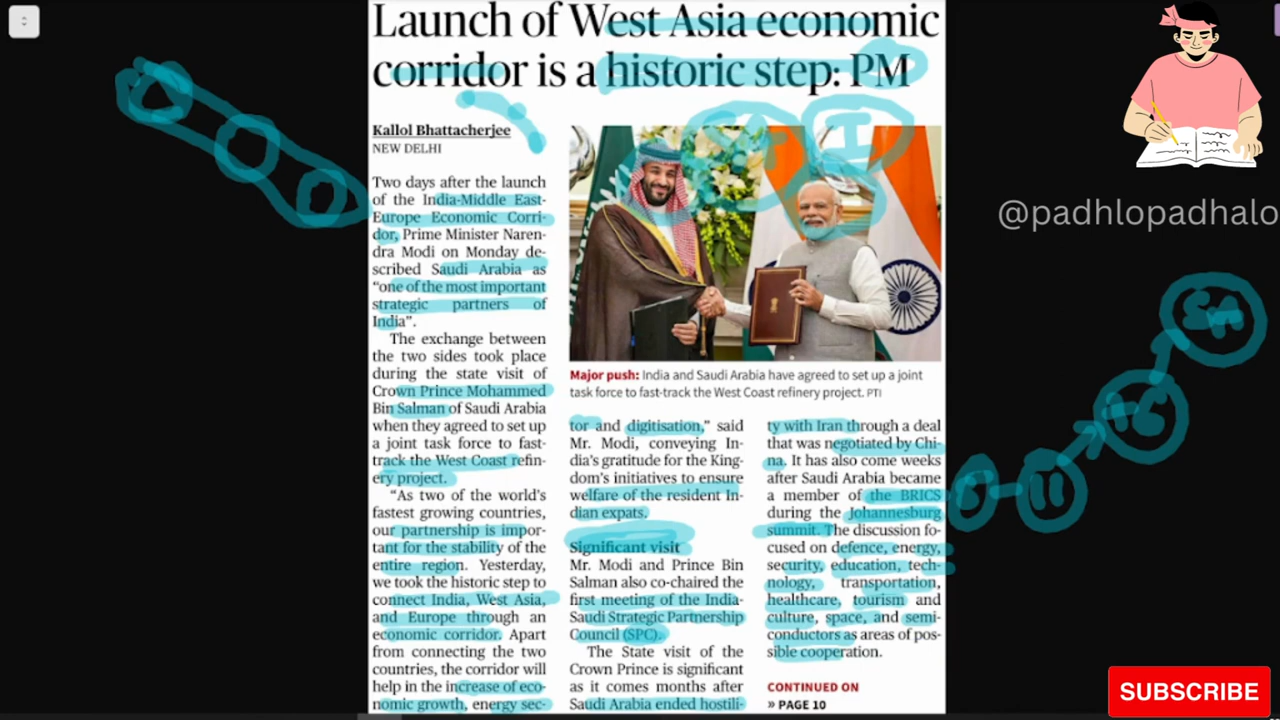 Launch of West Asia economic
corridor is a historic step: PM
Kallol Bhattacherjee
NEW DELHI
Two days after the launch
of the India-Middle East-
Europe Economic Corri-
dor, Prime Minister Naren-
dra Modi on Monday de-
scribed Saudi Arabia as
“one of the most important
strategic partners of
India”.
The exchange between
the two sides took place
during the state visit of
Crown Prince Mohammed
Bin Salman of Saudi Arabia
when they agreed to set up
a joint task force to fast-
track the West Coast refin-
ery project.
“As two of the world’s
fastest growing countries,
our partnership is impor-
tant for the stability of the
entire region. Yesterday,
we took the historic step to
connect India, West Asia,
and Europe through an
economic corridor. Apart
from connecting the two
countries, the corridor will
help in the increase of eco-
nomic growth, energy sec-
Major push: India and Saudi Arabia have agreed to set up a joint
task force to fast-track the West Coast refinery project. PTI
tor and digitisation,” said
Mr. Modi, conveying In-
dia’s gratitude for the King-
dom’s initiatives to ensure
welfare of the resident In-
dian expats.
Significant visit
Mr. Modi and Prince Bin
Salman also co-chaired the
first meeting of the India-
Saudi Strategic Partnership
Council (SPC).
The State visit of the
Crown Prince is significant
as it comes months after
Saudi Arabia ended hostili-
ty with Iran through a deal
that was negotiated by Chi-
na. It has also come weeks
after Saudi Arabia became
a member of the BRICS
during the Johannesburg
summit. The discussion fo-
cused on defence, energy,
security, education, tech-
nology, transportation,
healthcare, tourism and
culture, space, and semi-
conductors as areas of pos-
sible cooperation.
CONTINUED ON
» PAGE 10
@padhlopadhalo
SA
11
SUBSCRIBE